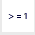 > = 1